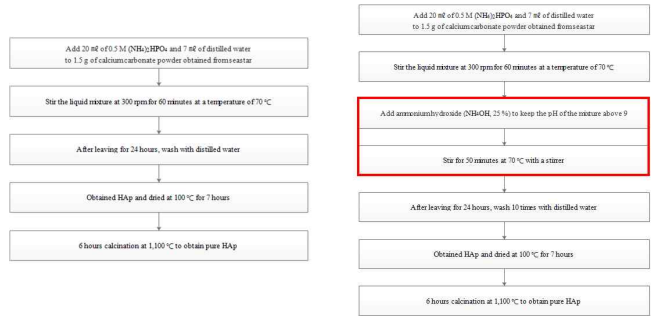 Add 20 ㎖ of 0.5 M (NH₄)₂HPO₄ and 7 ㎖ of distilled water
to 1.5 g of calciumcarbonate powder obtained fromseastar
Stir the liquid mixture at 300 rpm for 60 minutes at a temperature of 70 ℃
After leaving for 24 hours, wash with distilled water
Obtained HAp and dried at 100 ℃ for 7 hours
6 hours calcination at 1,100 ℃ to obtain pure HAp
Add 20 ㎖ of 0.5 M (NH₄)₂HPO₄ and 7 ㎖ of distilled water
to 1.5 g of calciumcarbonate powder obtained fromseastar
Stir the liquid mixture at 300 rpm for 60 minutes at a temperature of 70 ℃
Add ammoniumhydroxide (NH₄OH, 25 %) to keep the pH of the mixture above 9
Stir for 50 minutes at 70 ℃ with a stirrer
After leaving for 24 hours, wash 10 times with distilled water
Obtained HAp and dried at 100 ℃ for 7 hours
6 hours calcination at 1,100 ℃ to obtain pure HAp